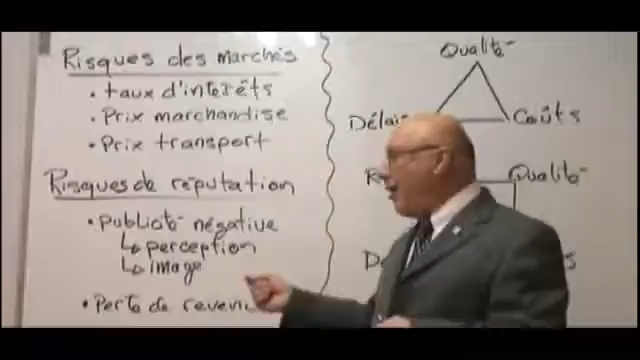 Risques des marchés
• taux d'intérêts
• Prix marchandise
• Prix transport
Risques de réputation
• Publicité négative
↳ perception
↳ image
• Perte de
Qualité
Délais
Coûts
Qualité